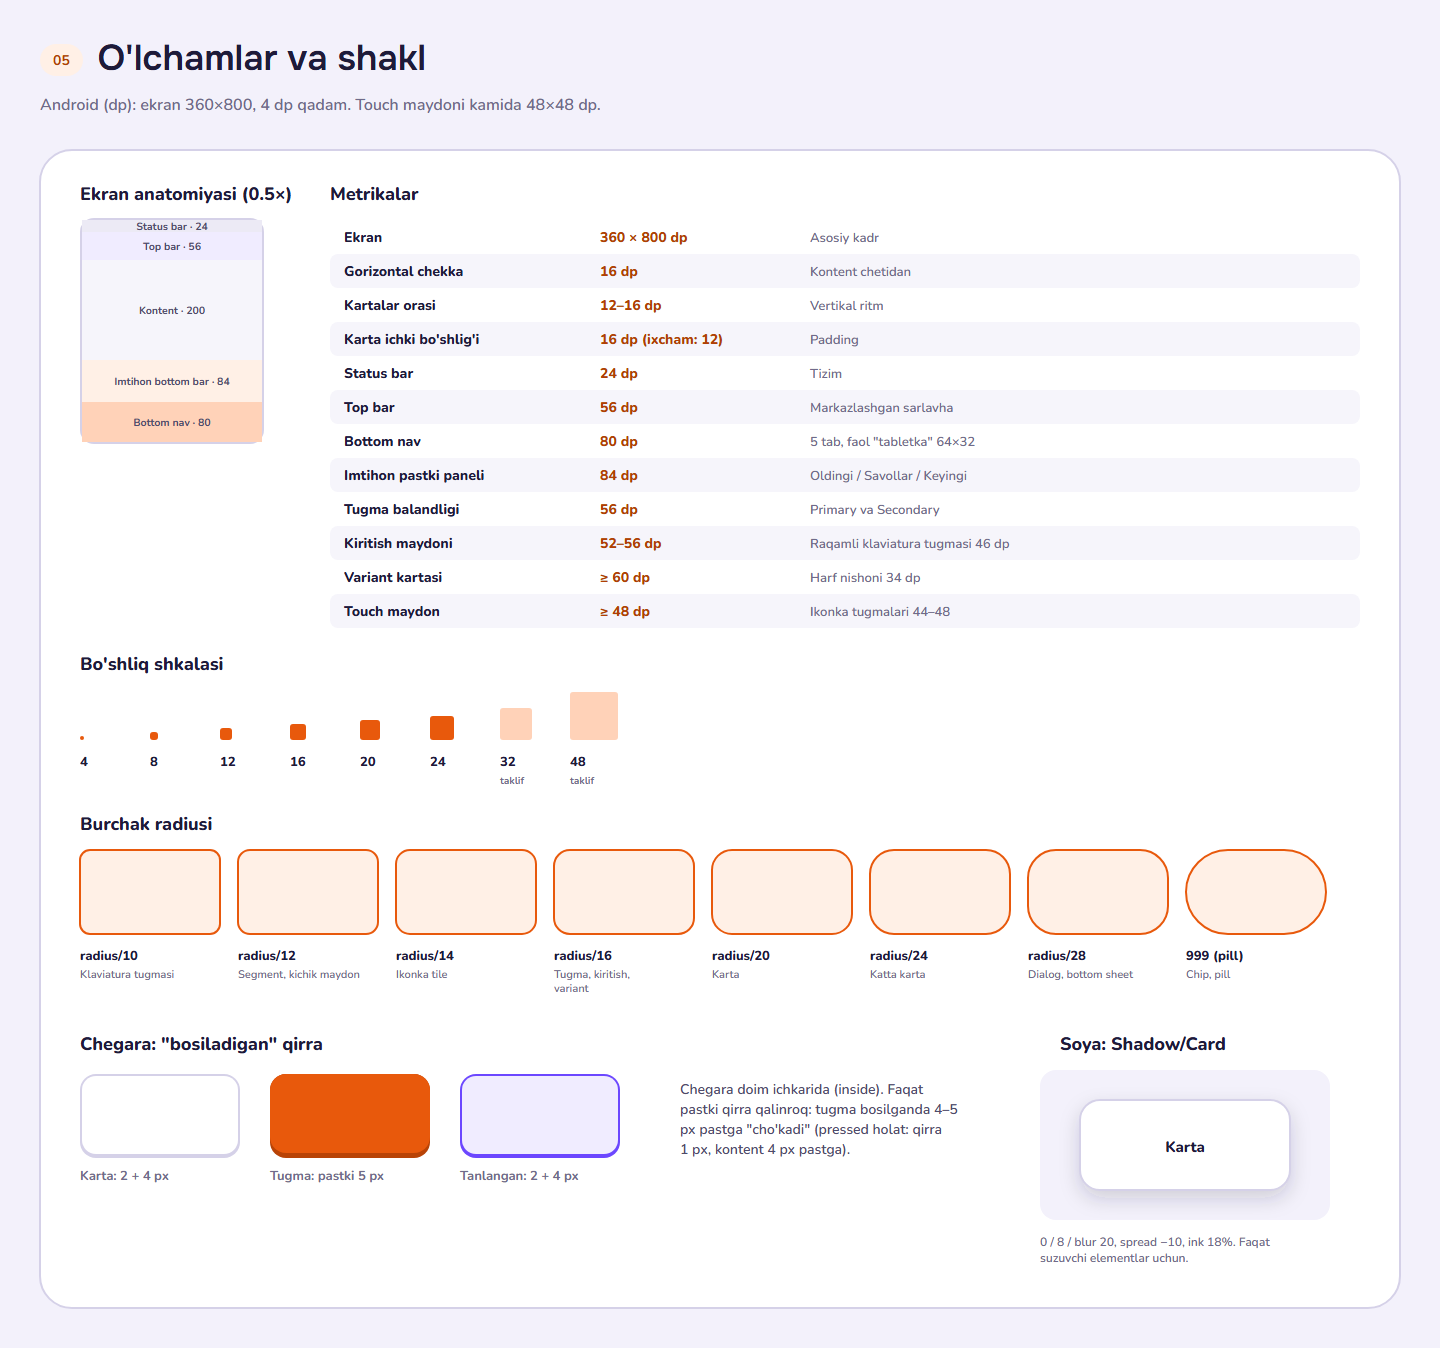 05 O'lchamlar va shakl
Android (dp): ekran 360×800, 4 dp qadam. Touch maydoni kamida 48×48 dp.
Ekran anatomiyasi (0.5×)
Status bar · 24
Top bar · 56
Kontent · 200
Imtihon bottom bar · 84
Bottom nav · 80
Metrikalar
Ekran 360 × 800 dp Asosiy kadr
Gorizontal chekka 16 dp Kontent chetidan
Kartalar orasi 12–16 dp Vertikal ritm
Karta ichki bo'shlig'i 16 dp (ixcham: 12) Padding
Status bar 24 dp Tizim
Top bar 56 dp Markazlashgan sarlavha
Bottom nav 80 dp 5 tab, faol "tabletka" 64×32
Imtihon pastki paneli 84 dp Oldingi / Savollar / Keyingi
Tugma balandligi 56 dp Primary va Secondary
Kiritish maydoni 52–56 dp Raqamli klaviatura tugmasi 46 dp
Variant kartasi ≥ 60 dp Harf nishoni 34 dp
Touch maydon ≥ 48 dp Ikonka tugmalari 44–48
Bo'shliq shkalasi
4 8 12 16 20 24 32 48
taklif taklif
Burchak radiusi
radius/10
Klaviatura tugmasi
radius/12
Segment, kichik maydon
radius/14
Ikonka tile
radius/16
Tugma, kiritish,
variant
radius/20
Karta
radius/24
Katta karta
radius/28
Dialog, bottom sheet
999 (pill)
Chip, pill
Chegara: "bosiladigan" qirra
Karta: 2 + 4 px
Tugma: pastki 5 px
Tanlangan: 2 + 4 px
Chegara doim ichkarida (inside). Faqat
pastki qirra qalinroq: tugma bosilganda 4–5
px pastga "cho'kadi" (pressed holat: qirra
1 px, kontent 4 px pastga).
Soya: Shadow/Card
Karta
0 / 8 / blur 20, spread −10, ink 18%. Faqat
suzuvchi elementlar uchun.